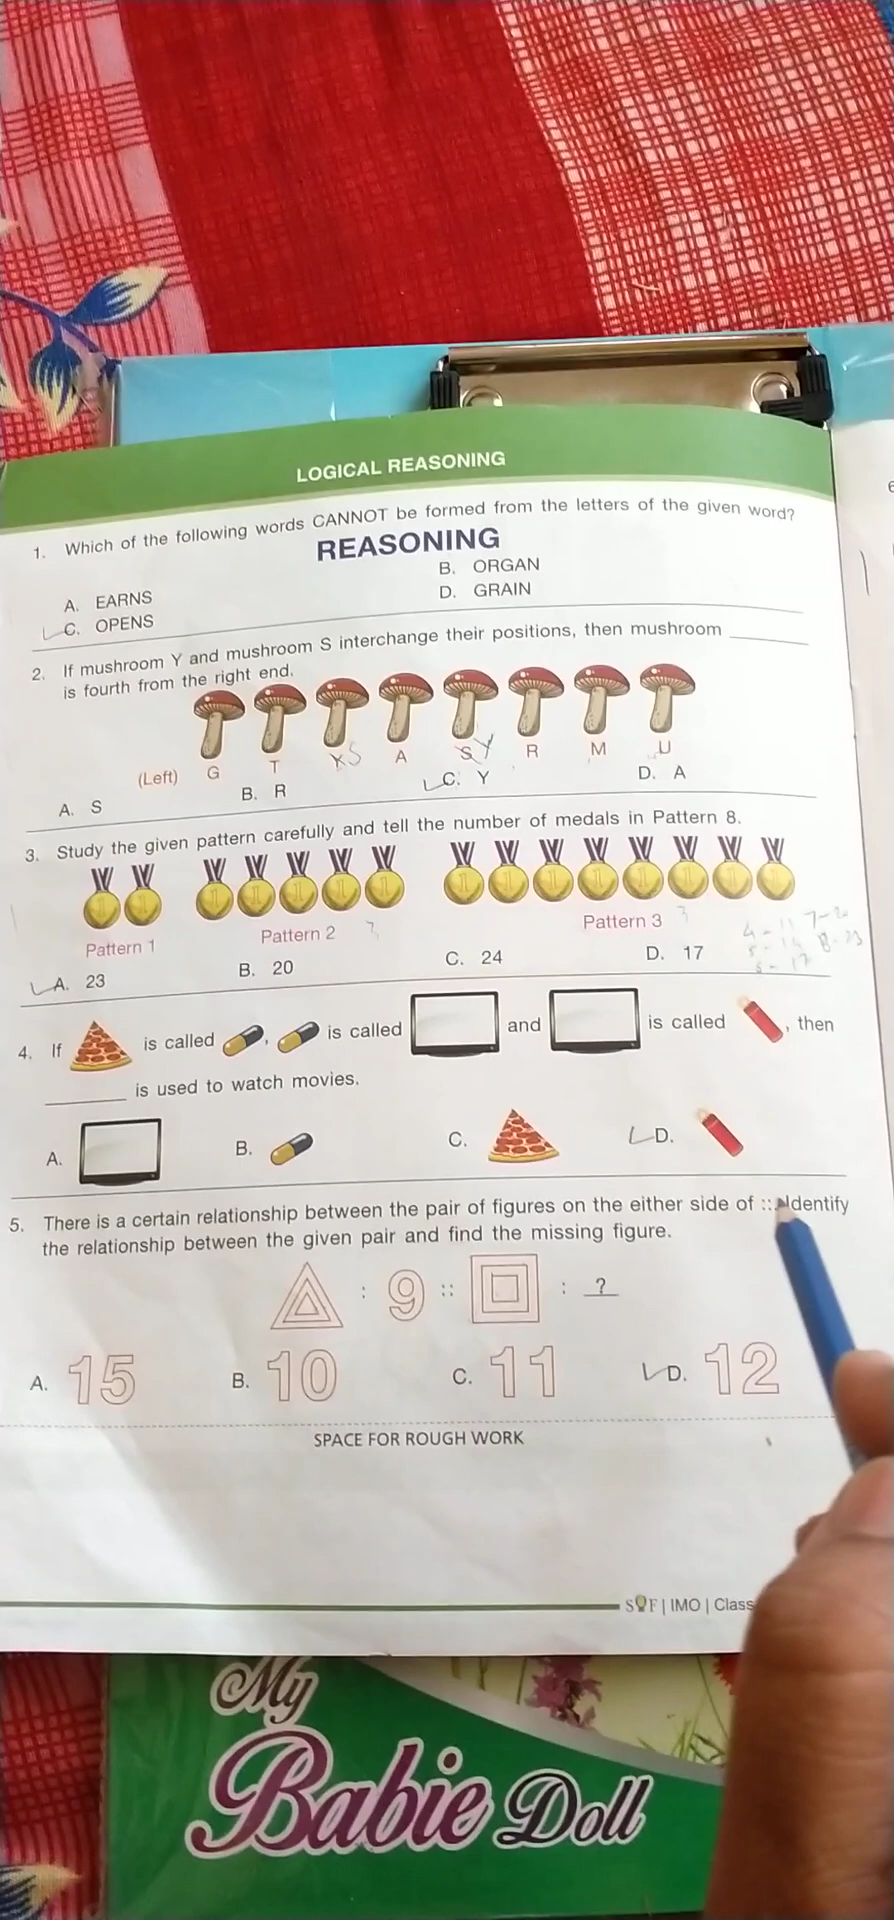 LOGICAL REASONING
1. Which of the following words CANNOT be formed from the letters of the given word?
REASONING
A. EARNS
B. ORGAN
C. OPENS
D. GRAIN
2. If mushroom Y and mushroom S interchange their positions, then mushroom ________
is fourth from the right end.
(Left) G T Y S A S Y R M U
A. S
B. R
C. Y
D. A
3. Study the given pattern carefully and tell the number of medals in Pattern 8.
Pattern 1
Pattern 2
Pattern 3
4 - 11
A. 23
B. 20
C. 24
D. 17
4. If is called , is called and is called , then
________ is used to watch movies.
A.
B.
C.
D.
5. There is a certain relationship between the pair of figures on the either side of ::. Identify
the relationship between the given pair and find the missing figure.
: 9 :: : ?
A. 15
B. 10
C. 11
D. 12
SPACE FOR ROUGH WORK
SOF | IMO | Class
My
Babie Doll